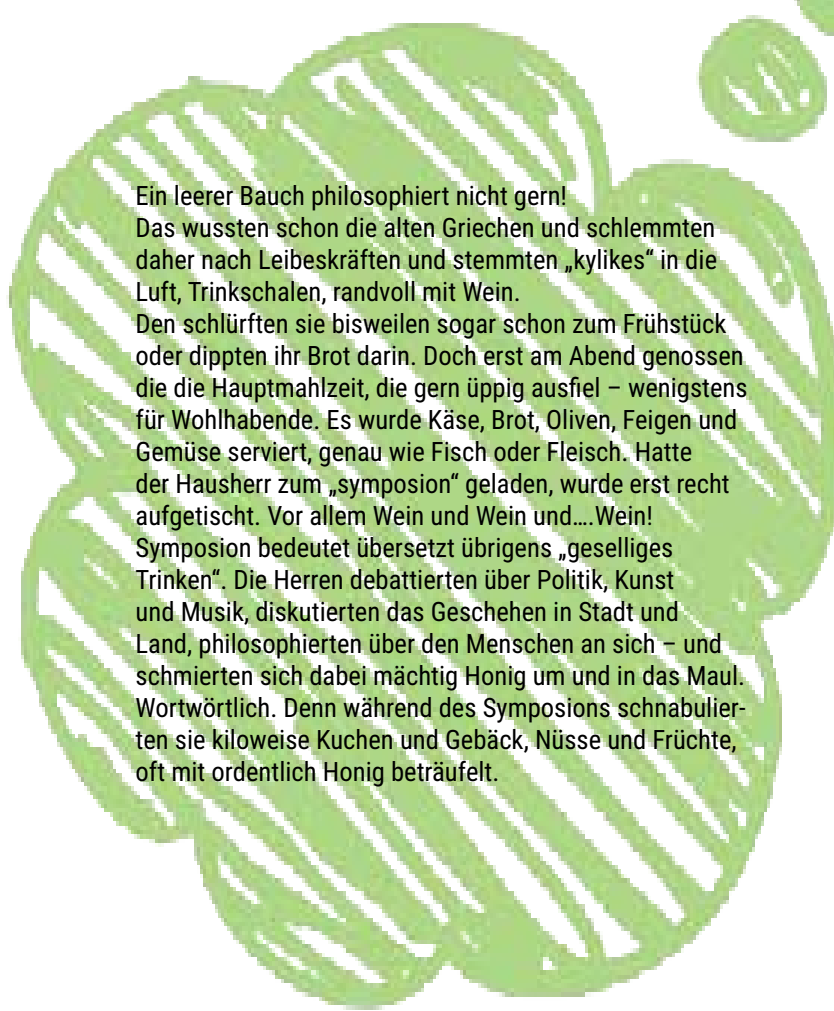 Ein leerer Bauch philosophiert nicht gern!
Das wussten schon die alten Griechen und schlemmten
daher nach Leibeskräften und stemmten „kylikes“ in die
Luft, Trinkschalen, randvoll mit Wein.
Den schlürften sie bisweilen sogar schon zum Frühstück
oder dippten ihr Brot darin. Doch erst am Abend genossen
die die Hauptmahlzeit, die gern üppig ausfiel – wenigstens
für Wohlhabende. Es wurde Käse, Brot, Oliven, Feigen und
Gemüse serviert, genau wie Fisch oder Fleisch. Hatte
der Hausherr zum „symposion“ geladen, wurde erst recht
aufgetischt. Vor allem Wein und Wein und....Wein!
Symposion bedeutet übersetzt übrigens „geselliges
Trinken“. Die Herren debattierten über Politik, Kunst
und Musik, diskutierten das Geschehen in Stadt und
Land, philosophierten über den Menschen an sich – und
schmierten sich dabei mächtig Honig um und in das Maul.
Wortwörtlich. Denn während des Symposions schnabulier-
ten sie kiloweise Kuchen und Gebäck, Nüsse und Früchte,
oft mit ordentlich Honig beträufelt.